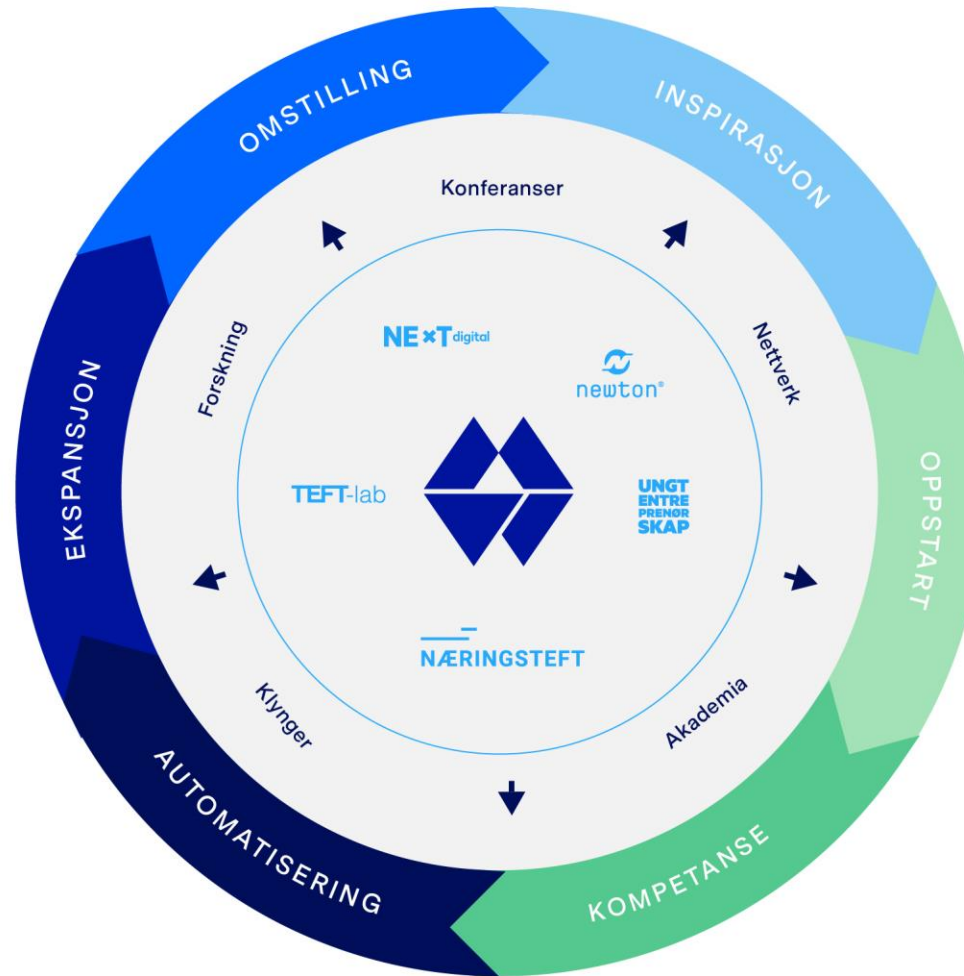 OMSTILLING
INSPIRASJON
OPPSTART
KOMPETANSE
AUTOMATISERING
EKSPANSJON
Konferanser
Nettverk
Akademia
Klynger
Forskning
NExT digital
newton®
UNGT
ENTRE
PRENØR
SKAP
NÆRINGSTEFT
TEFT-lab